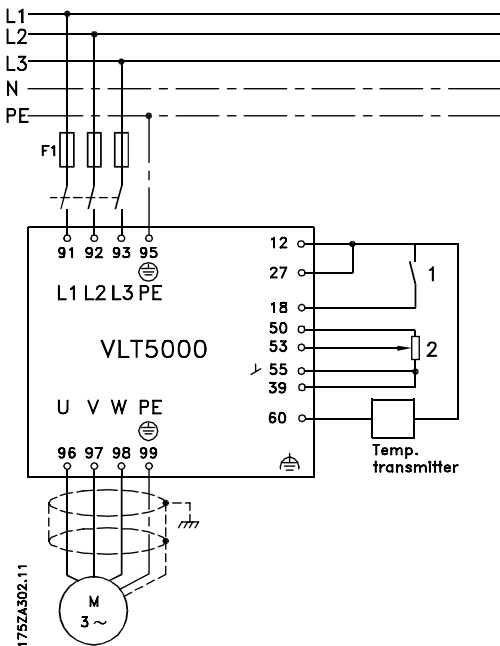 L1
L2
L3
N
PE
F1
91 92 93 95
L1 L2 L3 PE
VLT5000
U V W PE
96 97 98 99
12
27
18
50
53
55
39
60
1
2
Temp.
transmitter
M
3 ~
175ZA302.11